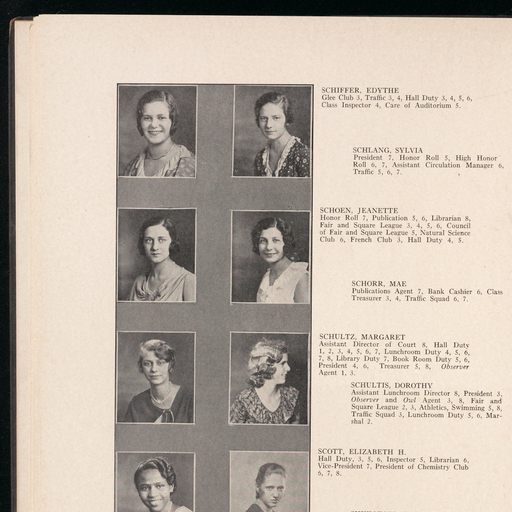 SCHIFFER, EDYTHE
Glee Club 3, Traffic 3, 4, Hall Duty 3, 4, 5, 6,
Class Inspector 4, Care of Auditorium 5.
SCHLANG, SYLVIA
President 7, Honor Roll 5, High Honor
Roll 6, 7, Assistant Circulation Manager 6,
Traffic 5, 6, 7.
SCHOEN, JEANETTE
Honor Roll 7, Publication 5, 6, Librarian 8,
Fair and Square League 3, 4, 5, 6, Council
of Fair and Square League 5, Natural Science
Club 6, French Club 3, Hall Duty 4, 5.
SCHORR, MAE
Publications Agent 7, Bank Cashier 6, Class
Treasurer 3, 4, Traffic Squad 6, 7.
SCHULTZ, MARGARET
Assistant Director of Court 8, Hall Duty
1, 2, 3, 4, 5, 6, 7, Lunchroom Duty 4, 5, 6,
7, 8, Library Duty 7, Book Room Duty 5, 6,
President 4, 6, Treasurer 5, 8, Observer
Agent 1, 3.
SCHULTIS, DOROTHY
Assistant Lunchroom Director 8, President 3,
Observer and Owl Agent 3, 8, Fair and
Square League 2, 3, Athletics, Swimming 5, 8,
Traffic Squad 3, Lunchroom Duty 5, 6, Mar-
shal 2.
SCOTT, ELIZABETH H.
Hall Duty, 3, 5, 6, Inspector 5, Librarian 6,
Vice-President 7, President of Chemistry Club
6, 7, 8.